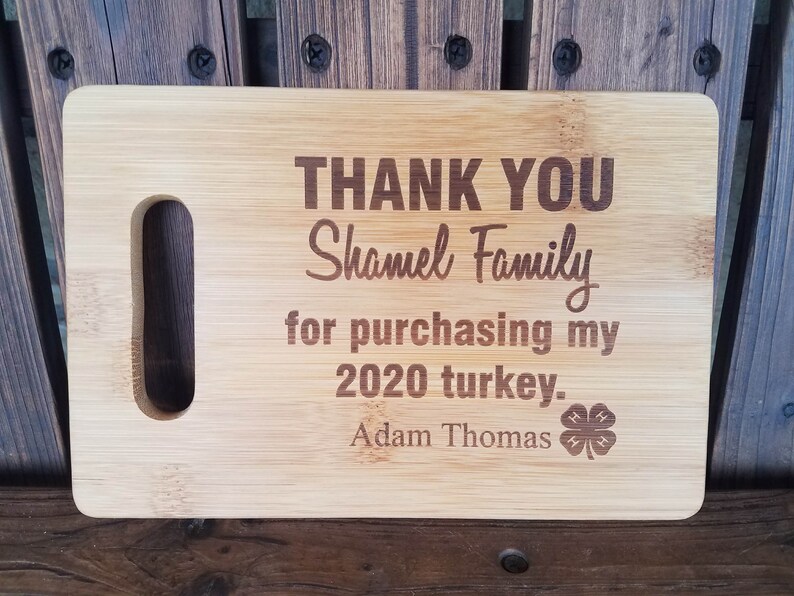 THANK YOU
Shamel Family
for purchasing my
2020 turkey.
Adam Thomas
H H
H H